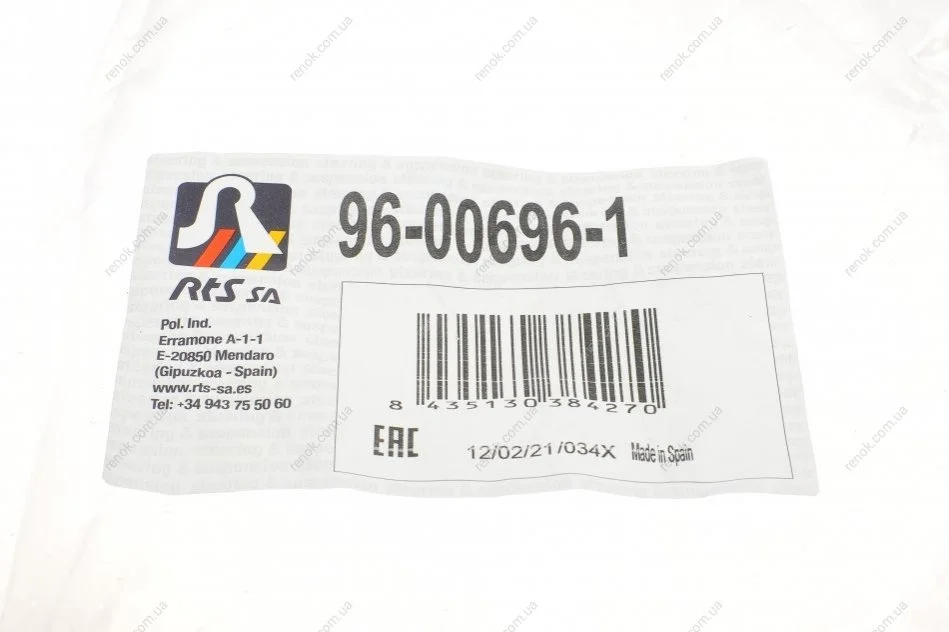 96-00696-1
RTS SA
Pol. Ind.
Erramone A-1-1
E-20850 Mendaro
(Gipuzkoa - Spain)
www.rts-sa.es
Tel: +34 943 75 50 60
8 435130 384270
EAC
12/02/21/034X Made in Spain
renok.com.ua